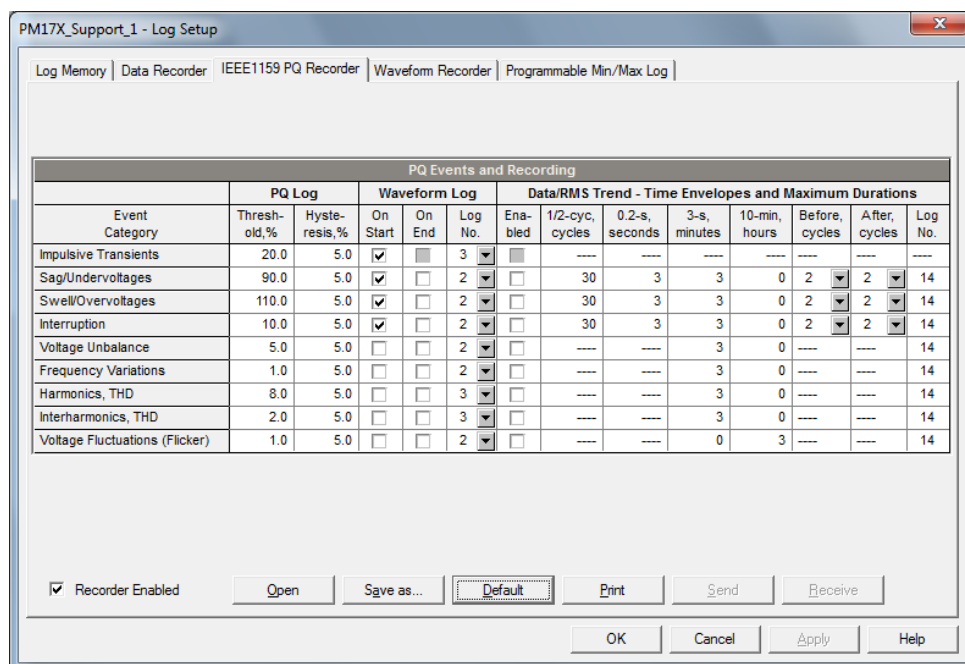 PM17X_Support_1 - Log Setup
Log Memory Data Recorder IEEE1159 PQ Recorder Waveform Recorder Programmable Min/Max Log
PQ Events and Recording
PQ Log Waveform Log Data/RMS Trend - Time Envelopes and Maximum Durations
Event Thresh- Hyste- On On Log Ena- 1/2-cyc, 0.2-s, 3-s, 10-min, Before, After, Log
Category old,% resis,% Start End No. bled cycles seconds minutes hours cycles cycles No.
Impulsive Transients 20.0 5.0 3 ---- ---- ---- ---- ---- ---- ----
Sag/Undervoltages 90.0 5.0 2 30 3 3 0 2 2 14
Swell/Overvoltages 110.0 5.0 2 30 3 3 0 2 2 14
Interruption 10.0 5.0 2 30 3 3 0 2 2 14
Voltage Unbalance 5.0 5.0 2 ---- ---- 3 0 ---- ---- 14
Frequency Variations 1.0 5.0 2 ---- ---- 3 0 ---- ---- 14
Harmonics, THD 8.0 5.0 3 ---- ---- 3 0 ---- ---- 14
Interharmonics, THD 2.0 5.0 3 ---- ---- 3 0 ---- ---- 14
Voltage Fluctuations (Flicker) 1.0 5.0 2 ---- ---- 0 3 ---- ---- 14
Recorder Enabled Open Save as... Default Print Send Receive
OK Cancel Apply Help